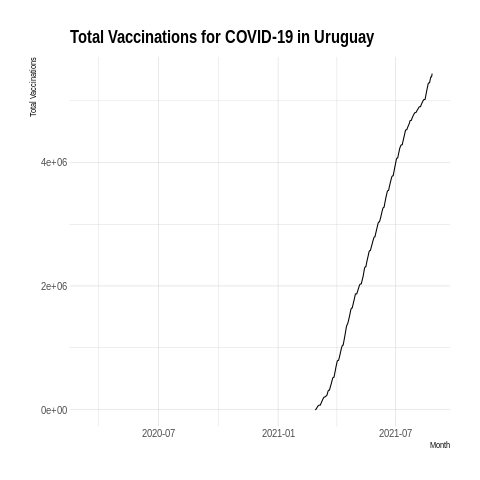 Total Vaccinations for COVID-19 in Uruguay
Total Vaccinations
4e+06
2e+06
0e+00
2020-07 2021-01 2021-07
Month